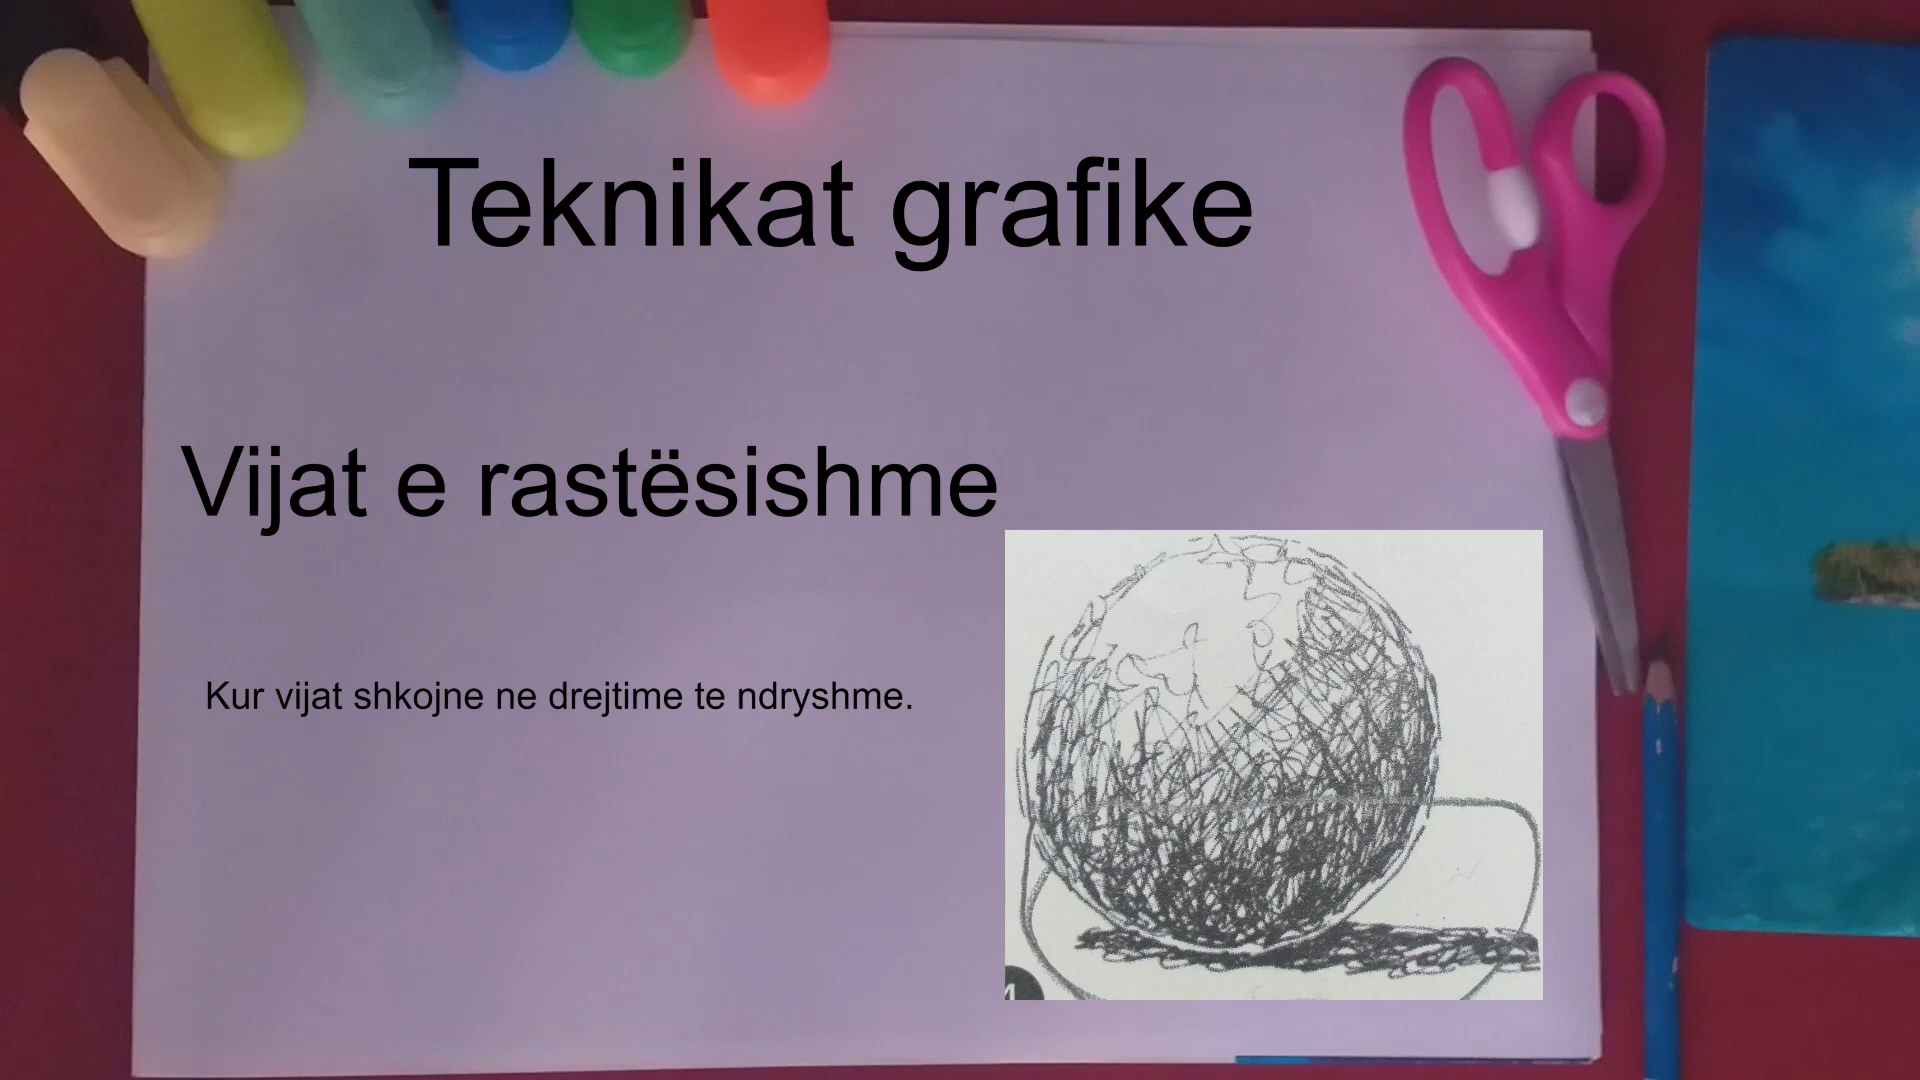 Teknikat grafike
Vijat e rastësishme
Kur vijat shkojne ne drejtime te ndryshme.